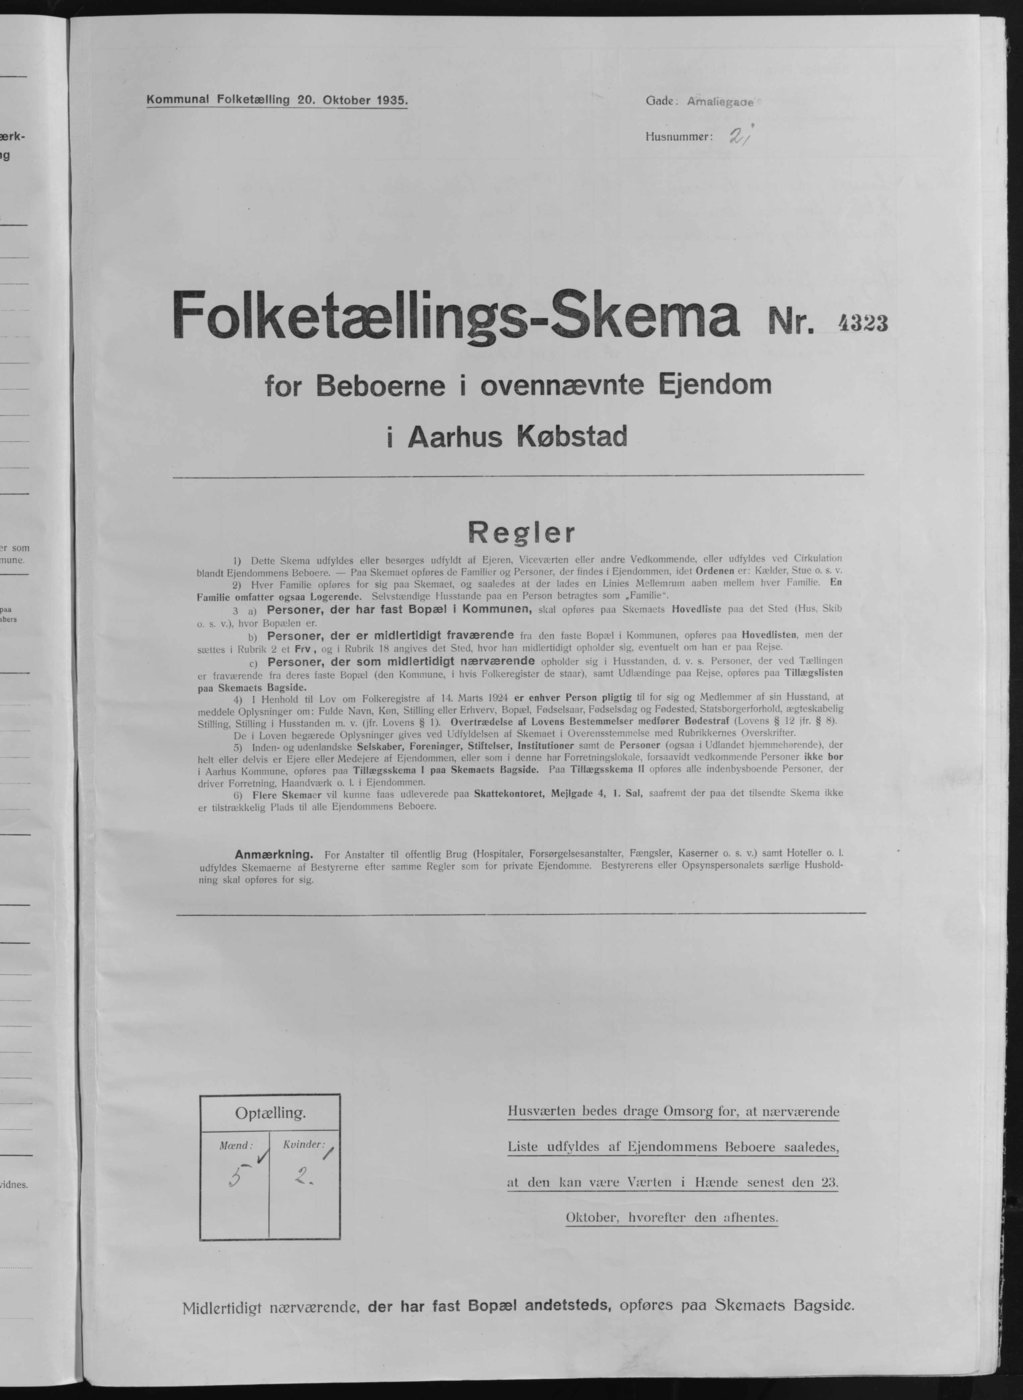 Kommunal Folketælling 20. Oktober 1935.
Gade: Amaliegade
Husnummer: 2
Folketællings-Skema Nr. 4323
for Beboerne i ovennævnte Ejendom
i Aarhus Købstad
Regler
1) Dette Skema udfyldes eller besørges udfyldt af Ejeren, Viceværten eller andre Vedkommende, eller udfyldes ved Cirkulation
blandt Ejendommens Beboere. — Paa Skemaet opføres de Familier og Personer, der findes i Ejendommen, idet Ordenen er: Kælder, Stue o. s. v.
2) Hver Familie opføres for sig paa Skemaet, og saaledes at der lades en Linies Mellemrum aaben mellem hver Familie. En
Familie omfatter ogsaa Logerende. Selvstændige Husstande paa en Person betragtes som „Familie“.
3 a) Personer, der har fast Bopæl i Kommunen, skal opføres paa Skemaets Hovedliste paa det Sted (Hus, Skib
o. s. v.), hvor Bopælen er.
b) Personer, der er midlertidigt fraværende fra den faste Bopæl i Kommunen, opføres paa Hovedlisten, men der
sættes i Rubrik 2 et Frv, og i Rubrik 18 angives det Sted, hvor han midlertidigt opholder sig, eventuelt om han er paa Rejse.
c) Personer, der som midlertidigt nærværende opholder sig i Husstanden, d. v. s. Personer, der ved Tællingen
er fraværende fra deres faste Bopæl (den Kommune, i hvis Folkeregister de staar), samt Udlændinge paa Rejse, opføres paa Tillægslisten
paa Skemaets Bagside.
4) I Henhold til Lov om Folkeregistre af 14. Marts 1924 er enhver Person pligtig til for sig og Medlemmer af sin Husstand, at
meddele Oplysninger om: Fulde Navn, Køn, Stilling eller Erhverv, Bopæl, Fødselsaar, Fødselsdag og Fødested, Statsborgerforhold, ægteskabelig
Stilling, Stilling i Husstanden m. v. (jfr. Lovens § 1). Overtrædelse af Lovens Bestemmelser medfører Bødestraf (Lovens § 12 jfr. § 8).
De i Loven begærede Oplysninger gives ved Udfyldelsen af Skemaet i Overensstemmelse med Rubrikkernes Overskrifter.
5) Inden- og udenlandske Selskaber, Foreninger, Stiftelser, Institutioner samt de Personer (ogsaa i Udlandet hjemmehørende), der
helt eller delvis er Ejere eller Medejere af Ejendommen, eller som i denne har Forretningslokale, forsaavidt vedkommende Personer ikke bor
i Aarhus Kommune, opføres paa Tillægsskema I paa Skemaets Bagside. Paa Tillægsskema II opføres alle indenbysboende Personer, der
driver Forretning, Haandværk o. l. i Ejendommen.
6) Flere Skemaer vil kunne faas udleverede paa Skattekontoret, Mejlgade 4, 1. Sal, saafremt der paa det tilsendte Skema ikke
er tilstrækkelig Plads til alle Ejendommens Beboere.
Anmærkning. For Anstalter til offentlig Brug (Hospitaler, Forsørgelsesanstalter, Fængsler, Kaserner o. s. v.) samt Hoteller o. l.
udfyldes Skemaerne af Bestyrerne efter samme Regler som for private Ejendomme. Bestyrerens eller Opsynspersonalets særlige Hushold-
ning skal opføres for sig.
Optælling.
Mænd: Kvinder:
5 2.
Husværten bedes drage Omsorg for, at nærværende
Liste udfyldes af Ejendommens Beboere saaledes,
at den kan være Værten i Hænde senest den 23.
Oktober, hvorefter den afhentes.
Midlertidigt nærværende, der har fast Bopæl andetsteds, opføres paa Skemaets Bagside.